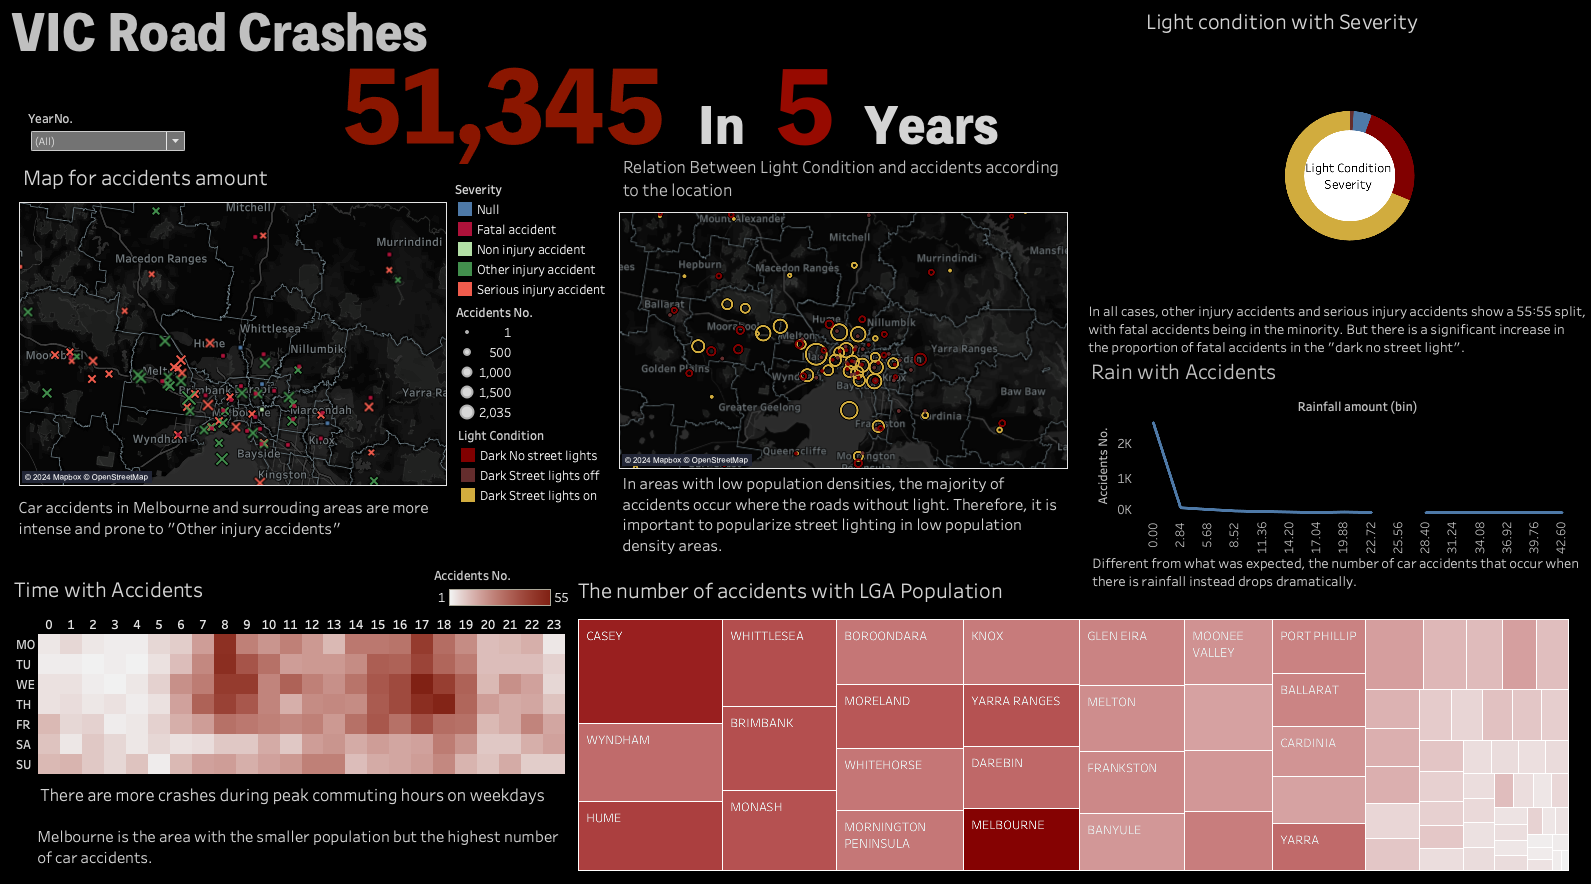 VIC Road Crashes
51,345 In 5 Years
YearNo.
(All)
Map for accidents amount
Mitchell
Murrindindi
Macedon Ranges
Whittlesea
Hume
Nillumbik
Melt
Yarra Ra
Maroondah
Wyndham
Knox
Bayside
Kingston
© 2024 Mapbox © OpenStreetMap
Car accidents in Melbourne and surrouding areas are more
intense and prone to "Other injury accidents"
Severity
Null
Fatal accident
Non injury accident
Other injury accident
Serious injury accident
Accidents No.
1
500
1,000
1,500
2,035
Light Condition
Dark No street lights
Dark Street lights off
Dark Street lights on
Relation Between Light Condition and accidents according
to the location
Mount Alexander
Mitchell
Murrindindi
Mansfi
ees
Hepburn
Macedon Ranges
Ballarat
Nillumbik
Melton
Yarra Ranges
Golden Plains
Baw Baw
Greater Geelong
Cardinia
Frankston
Queenscliffe
Mornington
Peninsula
© 2024 Mapbox © OpenStreetMap
In areas with low population densities, the majority of
accidents occur where the roads without light. Therefore, it is
important to popularize street lighting in low population
density areas.
Light condition with Severity
Light Condition
Severity
In all cases, other injury accidents and serious injury accidents show a 55:55 split,
with fatal accidents being in the minority. But there is a significant increase in
the proportion of fatal accidents in the "dark no street light".
Rain with Accidents
Rainfall amount (bin)
Accidents No.
2K
1K
0K
0.00 2.84 5.68 8.52 11.36 14.20 17.04 19.88 22.72 25.56 28.40 31.24 34.08 36.92 39.76 42.60
Different from what was expected, the number of car accidents that occur when
there is rainfall instead drops dramatically.
Time with Accidents
Accidents No.
1 55
0 1 2 3 4 5 6 7 8 9 10 11 12 13 14 15 16 17 18 19 20 21 22 23
MO
TU
WE
TH
FR
SA
SU
There are more crashes during peak commuting hours on weekdays
Melbourne is the area with the smaller population but the highest number
of car accidents.
The number of accidents with LGA Population
CASEY
WYNDHAM
HUME
WHITTLESEA
BRIMBANK
MONASH
BOROONDARA
MORELAND
WHITEHORSE
MORNINGTON
PENINSULA
KNOX
YARRA RANGES
DAREBIN
MELBOURNE
GLEN EIRA
MELTON
FRANKSTON
BANYULE
MOONEE
VALLEY
PORT PHILLIP
BALLARAT
CARDINIA
YARRA